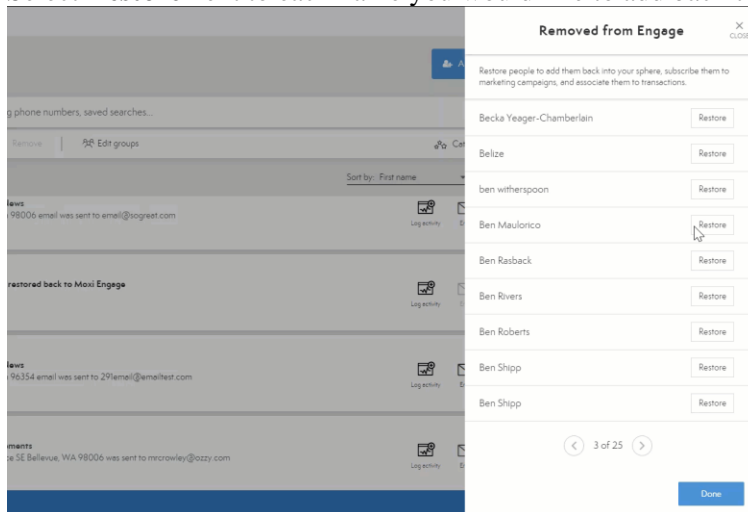 Removed from Engage
CLOSE
Restore people to add them back into your sphere, subscribe them to
marketing campaigns, and associate them to transactions.
g phone numbers, saved searches...
Remove
Edit groups
Sort by: First name
98006 email was sent to email@sogreat.com
Log activity
restored back to Moxi Engage
Log activity
96354 email was sent to 291email@emailtest.com
Log activity
ce SE Bellevue, WA 98006 was sent to mrcrowley@ozzy.com
Log activity
Becka Yeager-Chamberlain Restore
Belize Restore
ben witherspoon Restore
Ben Maulorico Restore
Ben Rasback Restore
Ben Rivers Restore
Ben Roberts Restore
Ben Shipp Restore
Ben Shipp Restore
3 of 25
Done